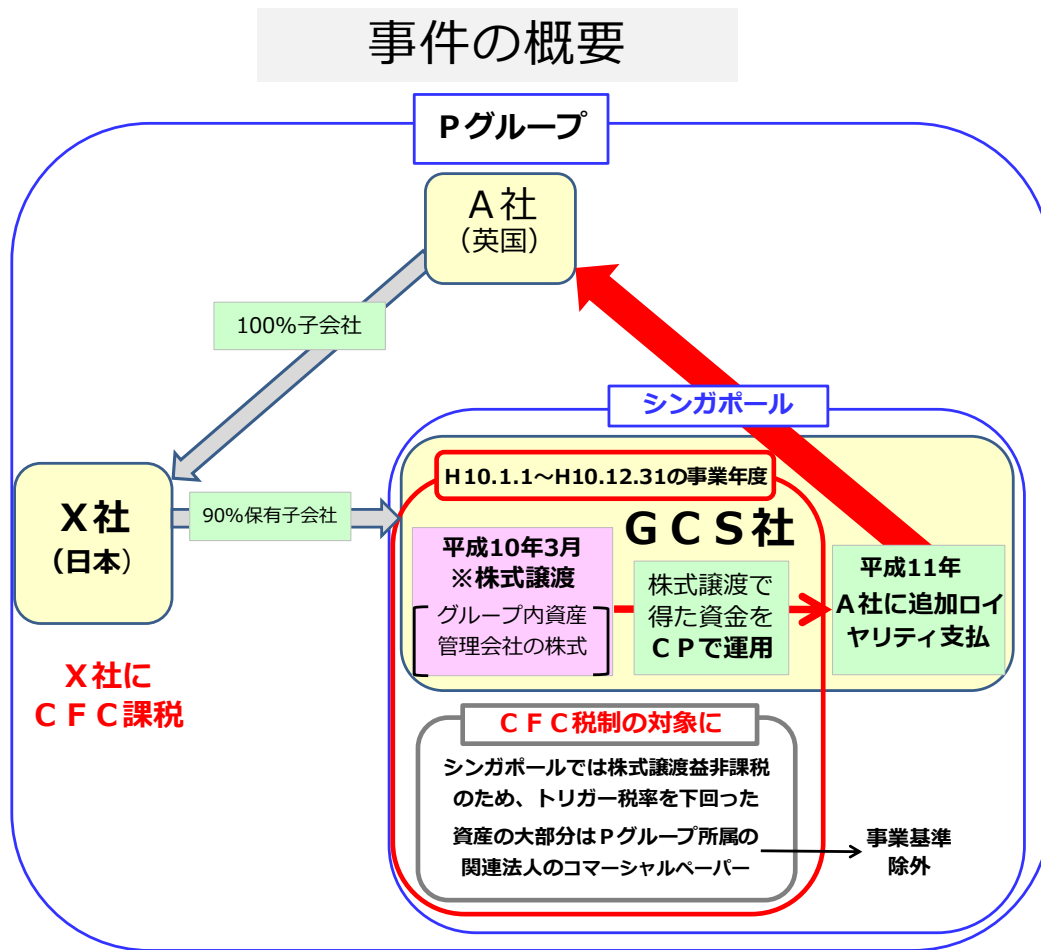 事件の概要
Pグループ
A社
(英国)
100%子会社
シンガポール
H10.1.1～H10.12.31の事業年度
GCS社
X社
(日本)
90%保有子会社
平成10年3月
※株式譲渡
グループ内資産
管理会社の株式
株式譲渡で
得た資金を
CPで運用
平成11年
A社に追加ロイ
ヤリティ支払
X社に
CFC課税
CFC税制の対象に
シンガポールでは株式譲渡益非課税
のため、トリガー税率を下回った
資産の大部分はPグループ所属の
関連法人のコマーシャルペーパー
事業基準
除外